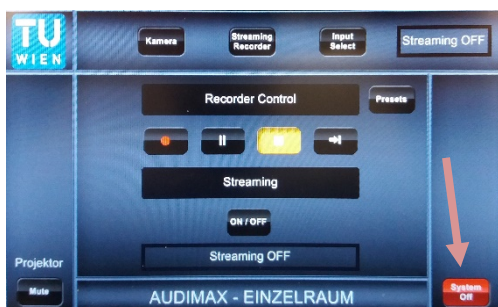 TU
WIEN
Kamera
Streaming
Recorder
Input
Select
Streaming OFF
Recorder Control
Presets
Streaming
ON / OFF
Streaming OFF
Projektor
Mute
AUDIMAX - EINZELRAUM
System
Off